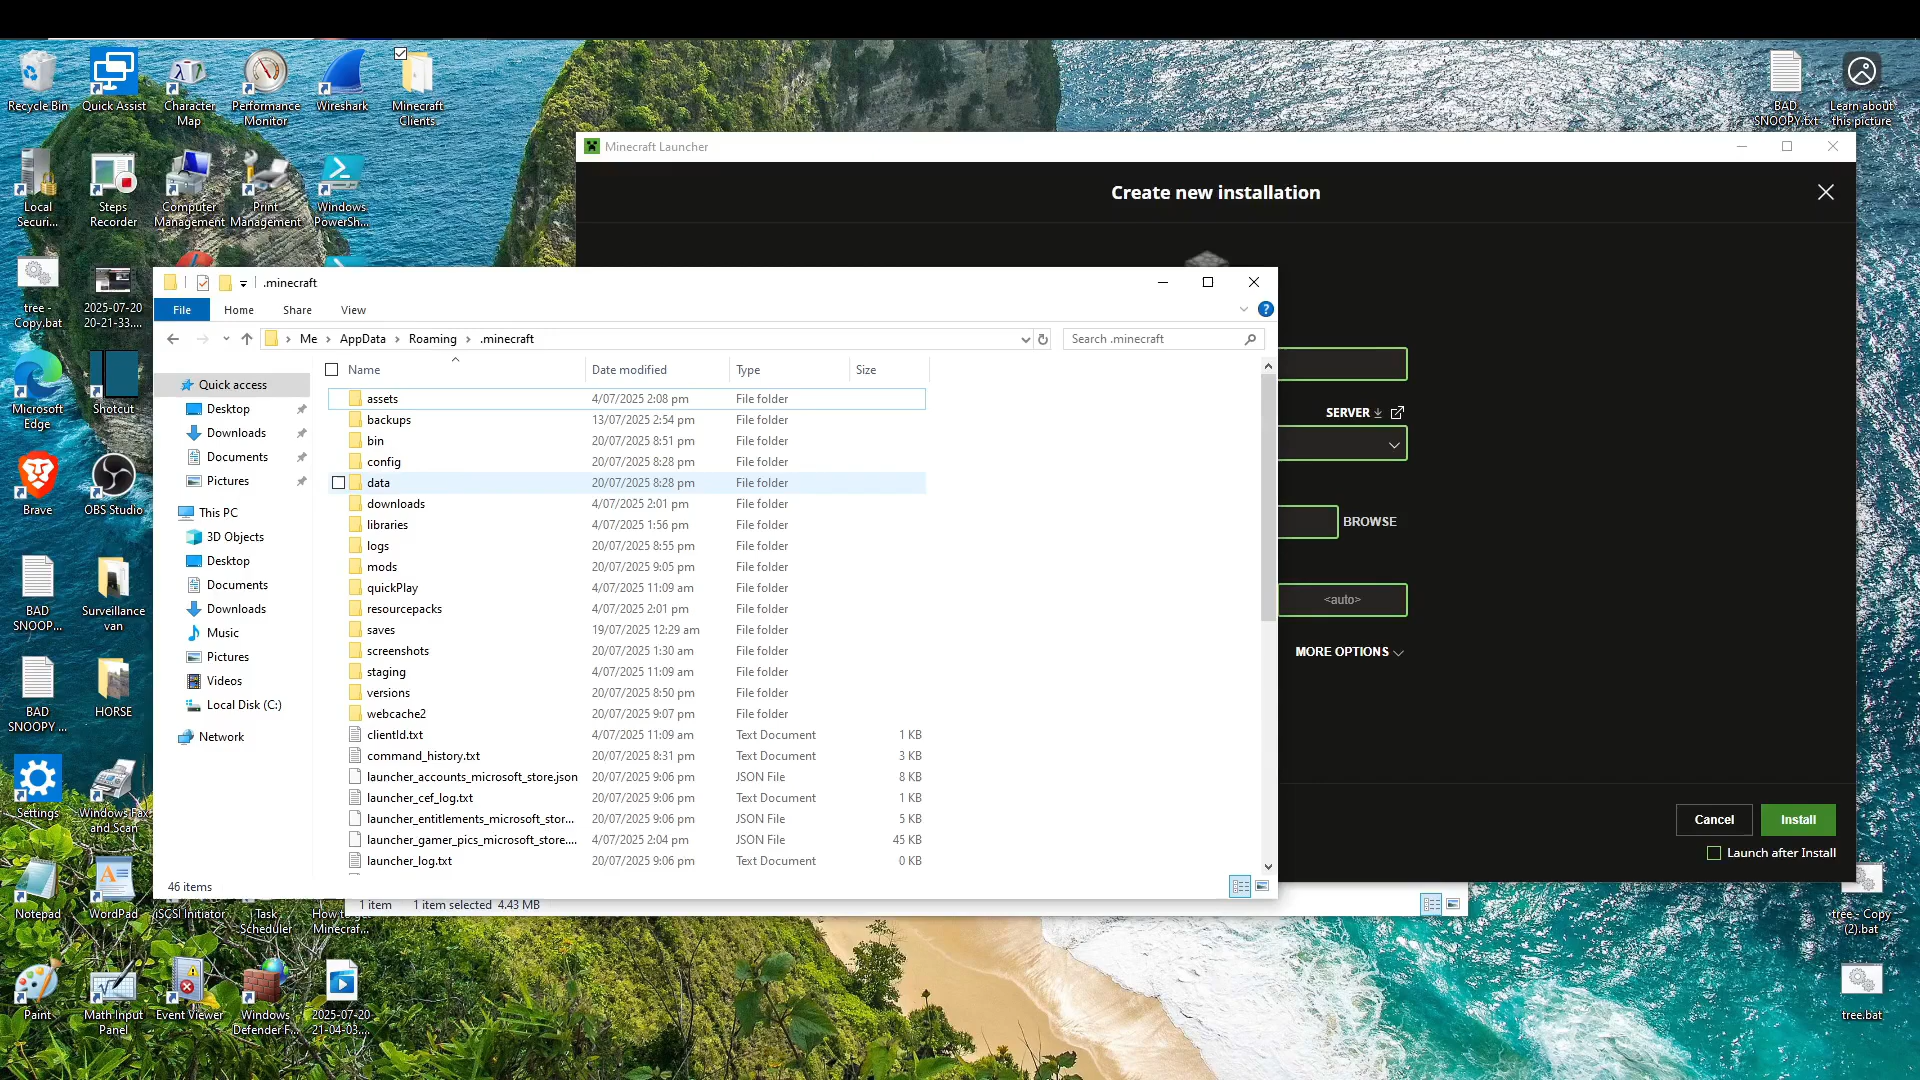 Recycle Bin
Quick Assist
Character
Map
Performance
Monitor
Wireshark
Minecraft
Clients
BAD
SNOOPY.txt
Learn about
this picture
Local
Securi...
Steps
Recorder
Computer
Management
Print
Management
Windows
PowerSh...
tree -
Copy.bat
2025-07-20
20-21-33....
Microsoft
Edge
Shotcut
Brave
OBS Studio
BAD
SNOOP...
Surveillance
van
BAD
SNOOPY ...
HORSE
Settings
Windows Fax
and Scan
Notepad
WordPad
iSCSI Initiator
Task
Scheduler
How to get
Minecraf...
Paint
Math Input
Panel
Event Viewer
Windows
Defender F...
2025-07-20
21-04-03....
tree - Copy
(2).bat
tree.bat
Minecraft Launcher
Create new installation
SERVER
BROWSE
<auto>
MORE OPTIONS
Cancel
Install
Launch after Install
.minecraft
File
Home
Share
View
Me
AppData
Roaming
.minecraft
Search .minecraft
Quick access
Desktop
Downloads
Documents
Pictures
This PC
3D Objects
Desktop
Documents
Downloads
Music
Pictures
Videos
Local Disk (C:)
Network
Name Date modified Type Size
assets 4/07/2025 2:08 pm File folder
backups 13/07/2025 2:54 pm File folder
bin 20/07/2025 8:51 pm File folder
config 20/07/2025 8:28 pm File folder
data 20/07/2025 8:28 pm File folder
downloads 4/07/2025 2:01 pm File folder
libraries 4/07/2025 1:56 pm File folder
logs 20/07/2025 8:55 pm File folder
mods 20/07/2025 9:05 pm File folder
quickPlay 4/07/2025 11:09 am File folder
resourcepacks 4/07/2025 2:01 pm File folder
saves 19/07/2025 12:29 am File folder
screenshots 20/07/2025 1:30 am File folder
staging 4/07/2025 11:09 am File folder
versions 20/07/2025 8:50 pm File folder
webcache2 20/07/2025 9:07 pm File folder
clientId.txt 4/07/2025 11:09 am Text Document 1 KB
command_history.txt 20/07/2025 8:31 pm Text Document 3 KB
launcher_accounts_microsoft_store.json 20/07/2025 9:06 pm JSON File 8 KB
launcher_cef_log.txt 20/07/2025 9:06 pm Text Document 1 KB
launcher_entitlements_microsoft_stor... 20/07/2025 9:06 pm JSON File 5 KB
launcher_gamer_pics_microsoft_store.... 4/07/2025 2:04 pm JSON File 45 KB
launcher_log.txt 20/07/2025 9:06 pm Text Document 0 KB
46 items
1 item 1 item selected 4.43 MB